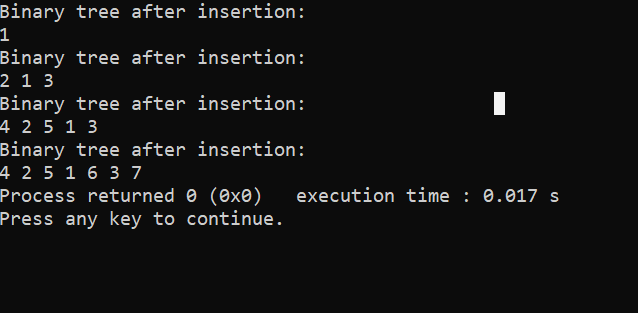 Binary tree after insertion:
1
Binary tree after insertion:
2 1 3
Binary tree after insertion:
4 2 5 1 3
Binary tree after insertion:
4 2 5 1 6 3 7
Process returned 0 (0x0)   execution time : 0.017 s
Press any key to continue.